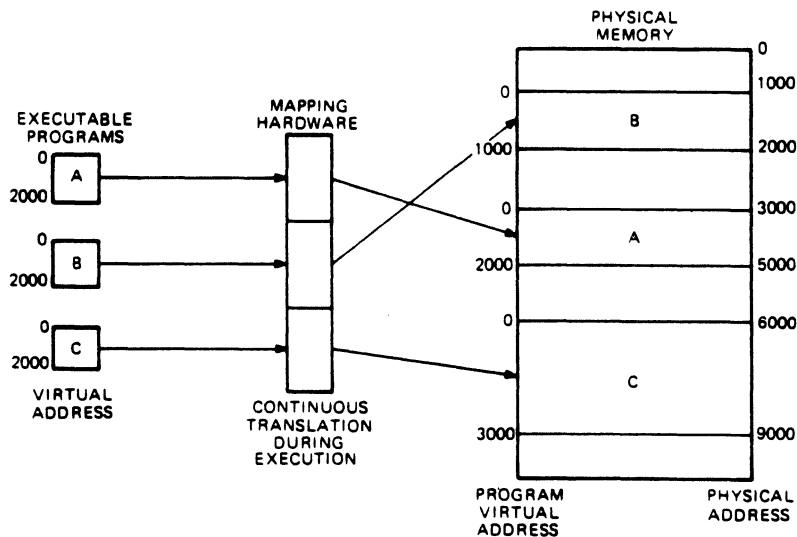 PHYSICAL
MEMORY
0
1000
0
MAPPING
HARDWARE
EXECUTABLE
PROGRAMS
B
0
A
2000
1000
2000
0
3000
A
0
B
2000
2000
5000
0
6000
0
C
2000
C
VIRTUAL
ADDRESS
CONTINUOUS
TRANSLATION
DURING
EXECUTION
3000
9000
PROGRAM
VIRTUAL
ADDRESS
PHYSICAL
ADDRESS